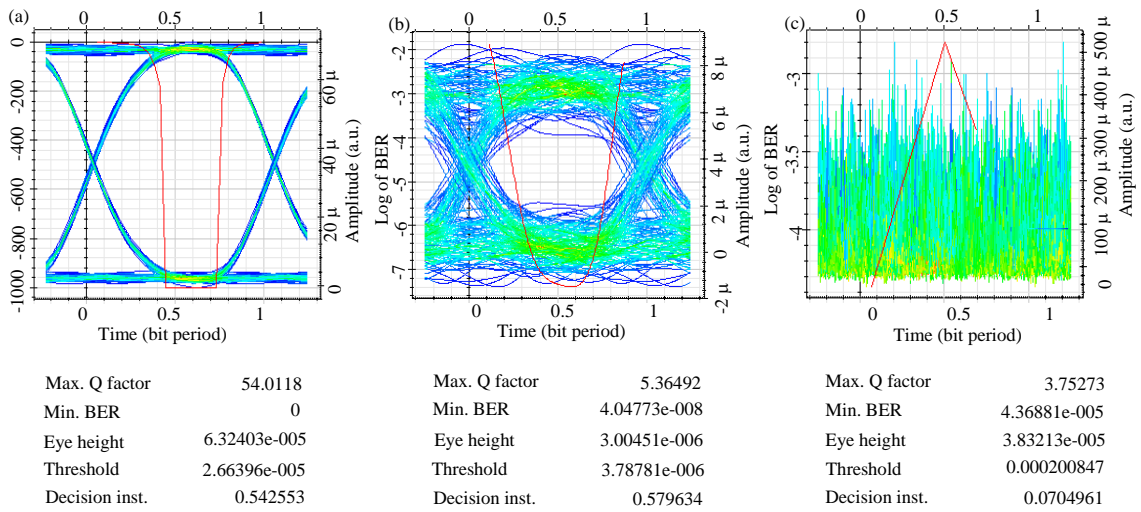 (a)
0 0.5 1
0
-200
-400
-600
-800
-1000
60 μ
40 μ
20 μ
0
Amplitude (a.u.)
0 0.5 1
Time (bit period)
Max. Q factor 54.0118
Min. BER 0
Eye height 6.32403e-005
Threshold 2.66396e-005
Decision inst. 0.542553
(b)
0 0.5 1
Log of BER
-2
-3
-4
-5
-6
-7
8 μ
6 μ
4 μ
2 μ
0
-2 μ
Amplitude (a.u.)
0 0.5 1
Time (bit period)
Max. Q factor 5.36492
Min. BER 4.04773e-008
Eye height 3.00451e-006
Threshold 3.78781e-006
Decision inst. 0.579634
(c)
0 0.5 1
Log of BER
-3
-3.5
-4
500 μ
400 μ
300 μ
200 μ
100 μ
0
Amplitude (a.u.)
0 0.5 1
Time (bit period)
Max. Q factor 3.75273
Min. BER 4.36881e-005
Eye height 3.83213e-005
Threshold 0.000200847
Decision inst. 0.0704961